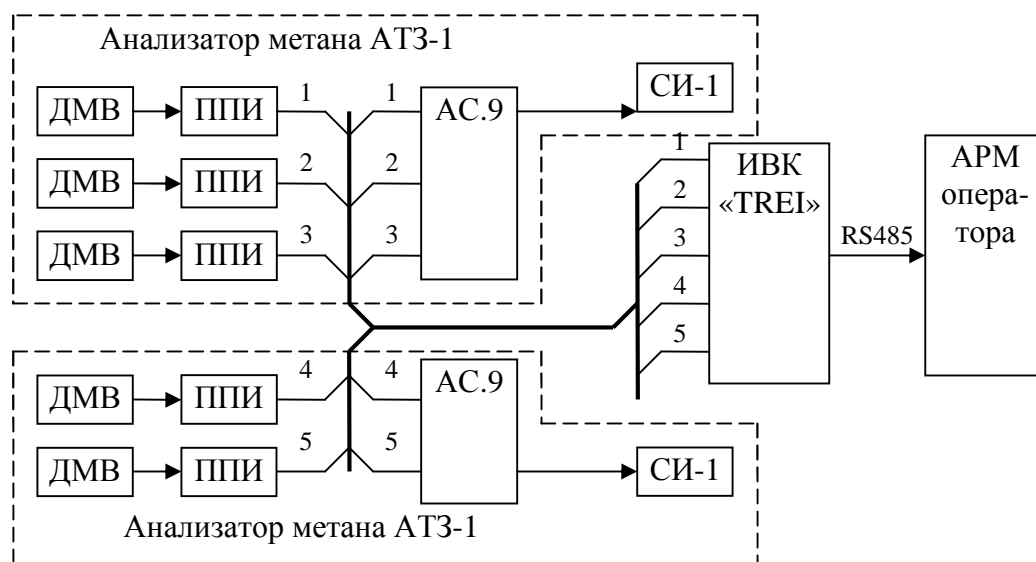 Анализатор метана АТЗ-1
ДМВ ППИ 1 1 АС.9 СИ-1
ДМВ ППИ 2 2
ДМВ ППИ 3 3
1 ИВК
2 «TREI»
3
4
5
RS485
АРМ
опера-
тора
ДМВ ППИ 4 4 АС.9
ДМВ ППИ 5 5 СИ-1
Анализатор метана АТЗ-1